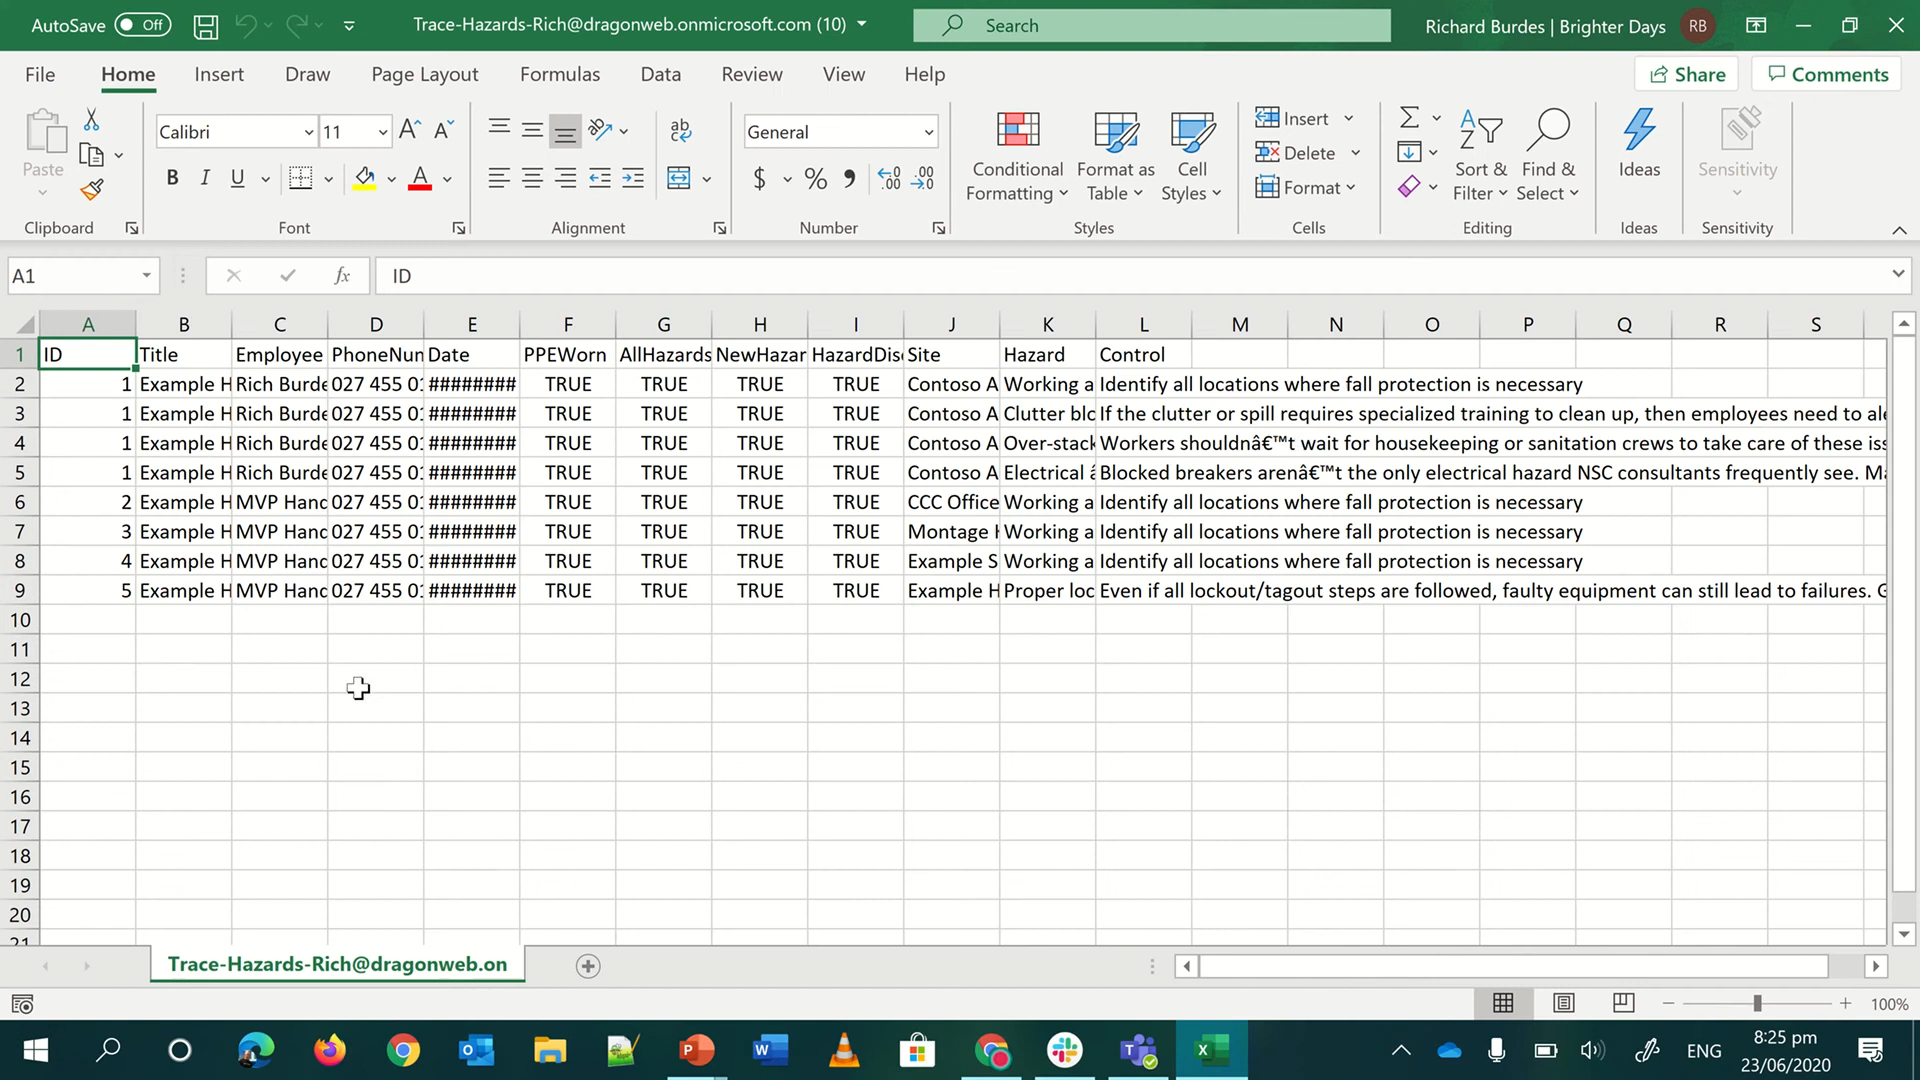 AutoSave Off Trace-Hazards-Rich@dragonweb.onmicrosoft.com (10) Search Richard Burdes | Brighter Days RB
File Home Insert Draw Page Layout Formulas Data Review View Help Share Comments
Paste Calibri 11 General Conditional Formatting Format as Table Cell Styles Insert Delete Format Sort & Filter Find & Select Ideas Sensitivity
Clipboard Font Alignment Number Styles Cells Editing Ideas Sensitivity
A1 fx ID
A B C D E F G H I J K L M N O P Q R S
1 ID Title Employee PhoneNun Date PPEWorn AllHazards NewHazar HazardDisc Site Hazard Control
2 1 Example H Rich Burde 027 455 01 ######## TRUE TRUE TRUE TRUE Contoso A Working a Identify all locations where fall protection is necessary
3 1 Example H Rich Burde 027 455 01 ######## TRUE TRUE TRUE TRUE Contoso A Clutter blc If the clutter or spill requires specialized training to clean up, then employees need to ale
4 1 Example H Rich Burde 027 455 01 ######## TRUE TRUE TRUE TRUE Contoso A Over-stack Workers shouldnâ€™t wait for housekeeping or sanitation crews to take care of these iss
5 1 Example H Rich Burde 027 455 01 ######## TRUE TRUE TRUE TRUE Contoso A Electrical â Blocked breakers arenâ€™t the only electrical hazard NSC consultants frequently see. Ma
6 2 Example H MVP Hanc 027 455 01 ######## TRUE TRUE TRUE TRUE CCC Office Working a Identify all locations where fall protection is necessary
7 3 Example H MVP Hanc 027 455 01 ######## TRUE TRUE TRUE TRUE Montage H Working a Identify all locations where fall protection is necessary
8 4 Example H MVP Hanc 027 455 01 ######## TRUE TRUE TRUE TRUE Example S Working a Identify all locations where fall protection is necessary
9 5 Example H MVP Hanc 027 455 01 ######## TRUE TRUE TRUE TRUE Example H Proper loc Even if all lockout/tagout steps are followed, faulty equipment can still lead to failures. G
10
11
12
13
14
15
16
17
18
19
20
21
Trace-Hazards-Rich@dragonweb.on
100%
ENG 8:25 pm
23/06/2020